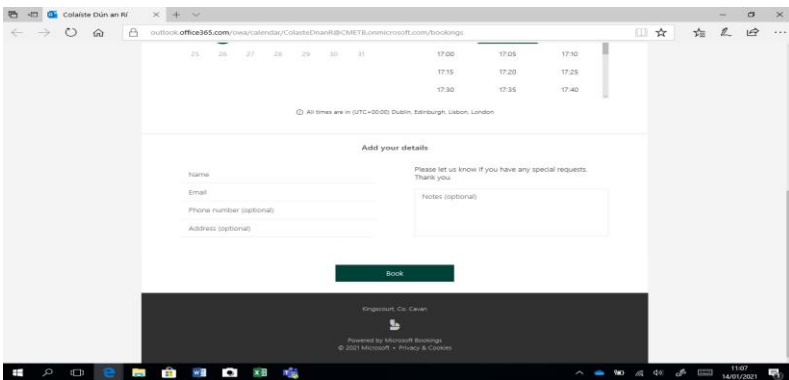 Colaíste Dún an Rí
outlook.office365.com/owa/calendar/ColasteDnanR@CMETB.onmicrosoft.com/bookings
25 26 27 28 29 30 31
17:00 17:05 17:10
17:15 17:20 17:25
17:30 17:35 17:40
All times are in (UTC+00:00) Dublin, Edinburgh, Lisbon, London
Add your details
Name
Email
Phone number (optional)
Address (optional)
Please let us know if you have any special requests.
Thank you.
Notes (optional)
Book
Kingscourt, Co. Cavan
Powered by Microsoft Bookings
© 2021 Microsoft • Privacy & Cookies
11:07
14/01/2021